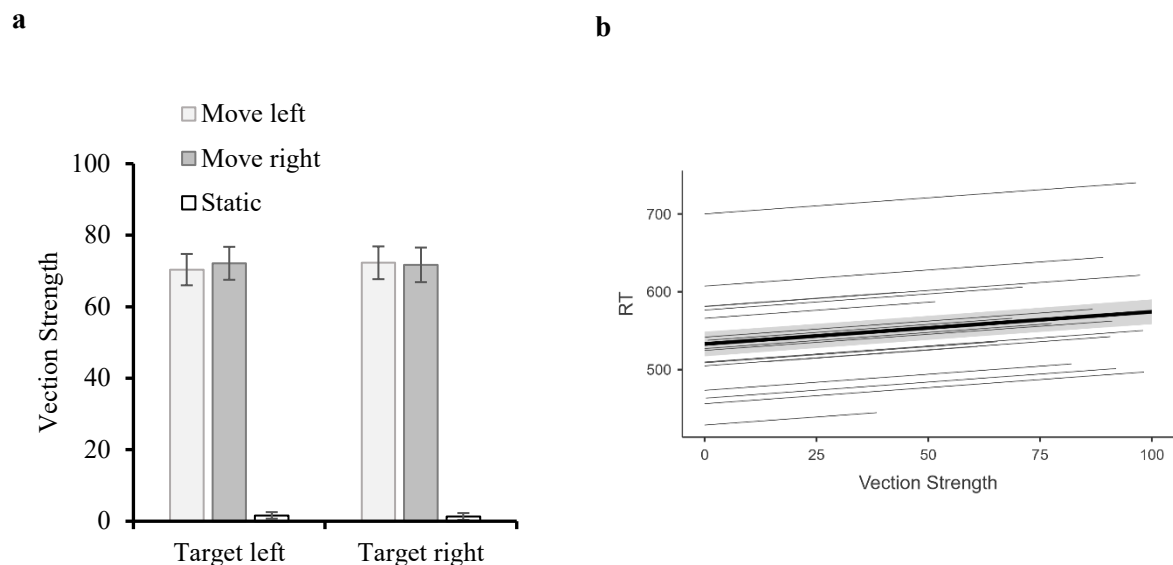 a
Move left
Move right
Static
100
80
60
40
20
0
Vection Strength
Target left
Target right
b
700
600
500
RT
0
25
50
75
100
Vection Strength